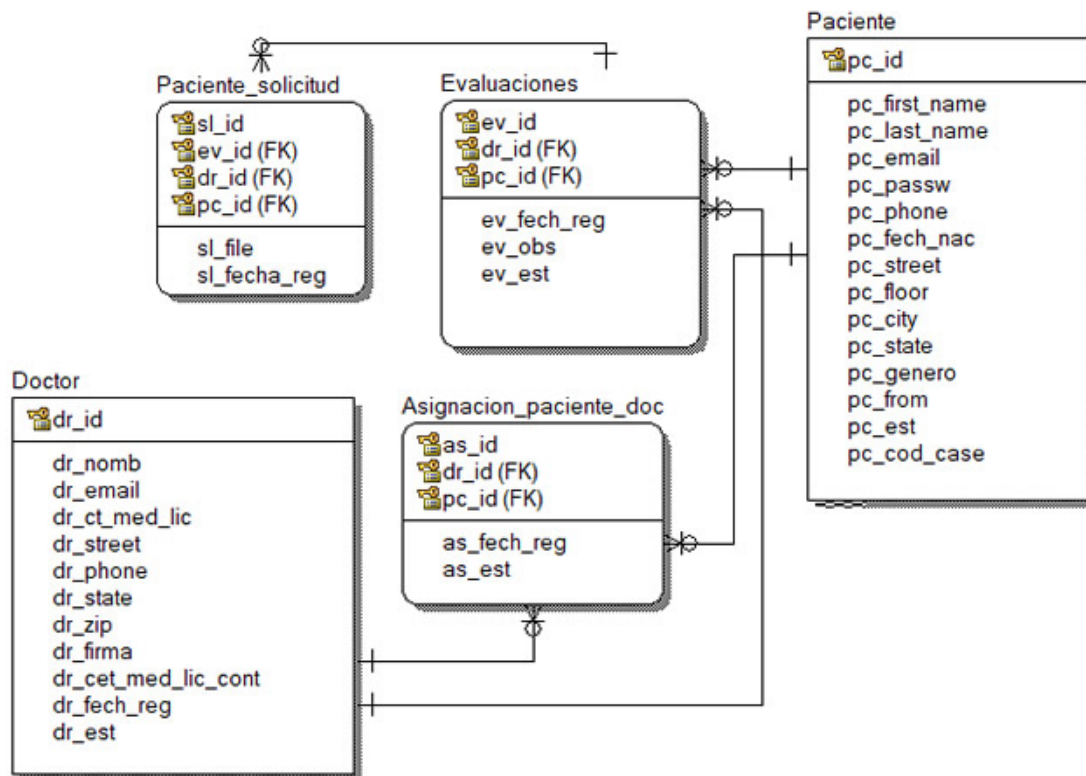 Paciente_solicitud
sl_id
ev_id (FK)
dr_id (FK)
pc_id (FK)
sl_file
sl_fecha_reg
Evaluaciones
ev_id
dr_id (FK)
pc_id (FK)
ev_fech_reg
ev_obs
ev_est
Paciente
pc_id
pc_first_name
pc_last_name
pc_email
pc_passw
pc_phone
pc_fech_nac
pc_street
pc_floor
pc_city
pc_state
pc_genero
pc_from
pc_est
pc_cod_case
Doctor
dr_id
dr_nomb
dr_email
dr_ct_med_lic
dr_street
dr_phone
dr_state
dr_zip
dr_firma
dr_cet_med_lic_cont
dr_fech_reg
dr_est
Asignacion_paciente_doc
as_id
dr_id (FK)
pc_id (FK)
as_fech_reg
as_est